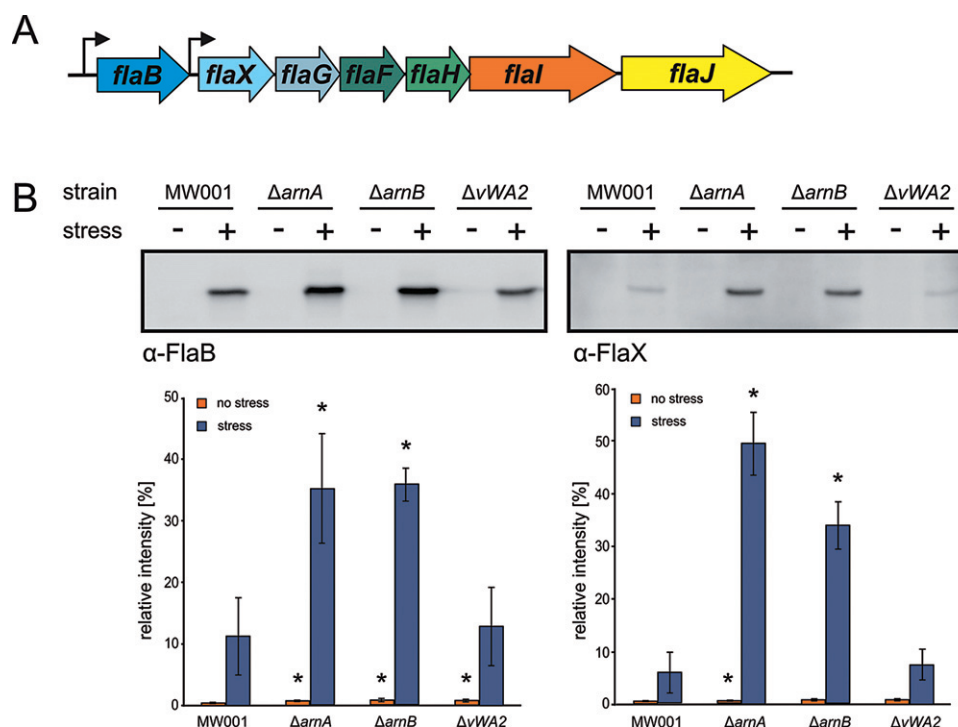 A
flaB flaX flaG flaF flaH flaI flaJ
B
strain MW001 ΔarnA ΔarnB ΔvWA2 MW001 ΔarnA ΔarnB ΔvWA2
stress - + - + - + - + - + - + - + - +
α-FlaB α-FlaX
50
40
30
20
10
0
relative intensity [%]
no stress
stress
* *
* * *
MW001 ΔarnA ΔarnB ΔvWA2
60
50
40
30
20
10
0
relative intensity [%]
no stress
stress
*
*
*
MW001 ΔarnA ΔarnB ΔvWA2